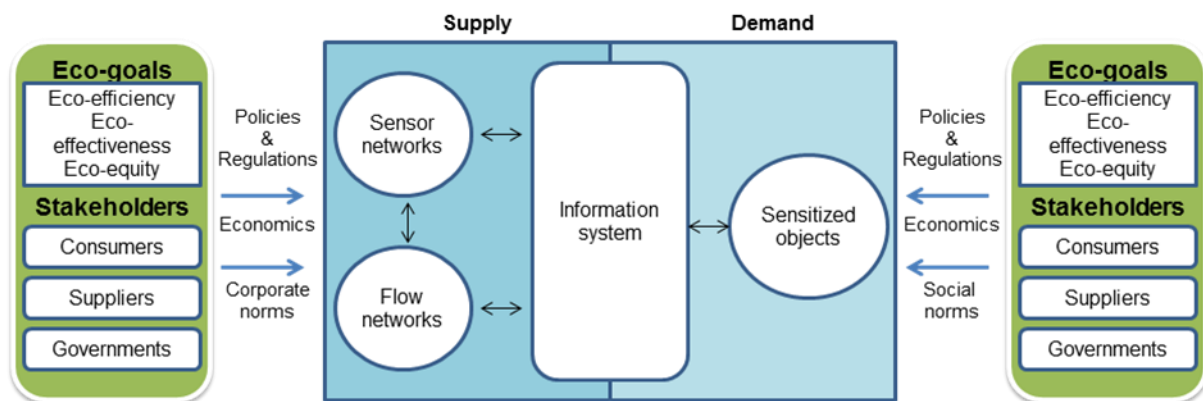 Supply
Demand
Eco-goals
Eco-efficiency
Eco-
effectiveness
Eco-equity
Stakeholders
Consumers
Suppliers
Governments
Policies
&
Regulations
Economics
Corporate
norms
Sensor
networks
Flow
networks
Information
system
Sensitized
objects
Policies
&
Regulations
Economics
Social
norms
Eco-goals
Eco-efficiency
Eco-
effectiveness
Eco-equity
Stakeholders
Consumers
Suppliers
Governments